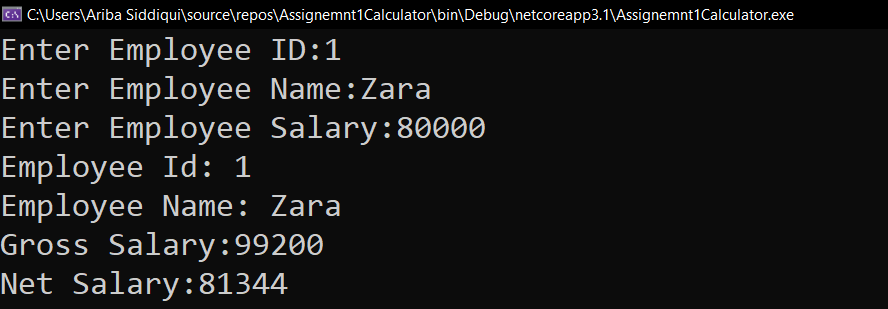 C:\Users\Ariba Siddiqui\source\repos\Assignemnt1Calculator\bin\Debug\netcoreapp3.1\Assignemnt1Calculator.exe
Enter Employee ID:1
Enter Employee Name:Zara
Enter Employee Salary:80000
Employee Id: 1
Employee Name: Zara
Gross Salary:99200
Net Salary:81344